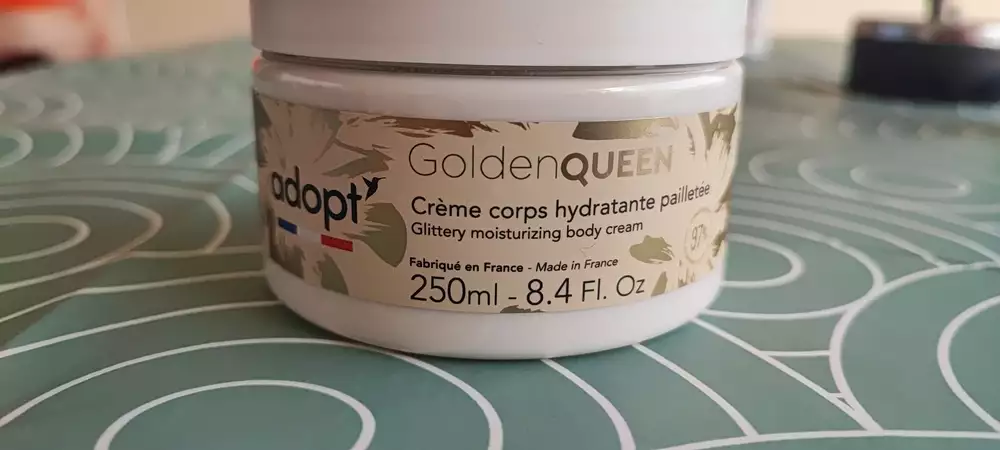 adopt'
GoldenQUEEN
Crème corps hydratante pailletée
Glittery moisturizing body cream
97%
Fabriqué en France - Made in France
250ml - 8.4 Fl. Oz